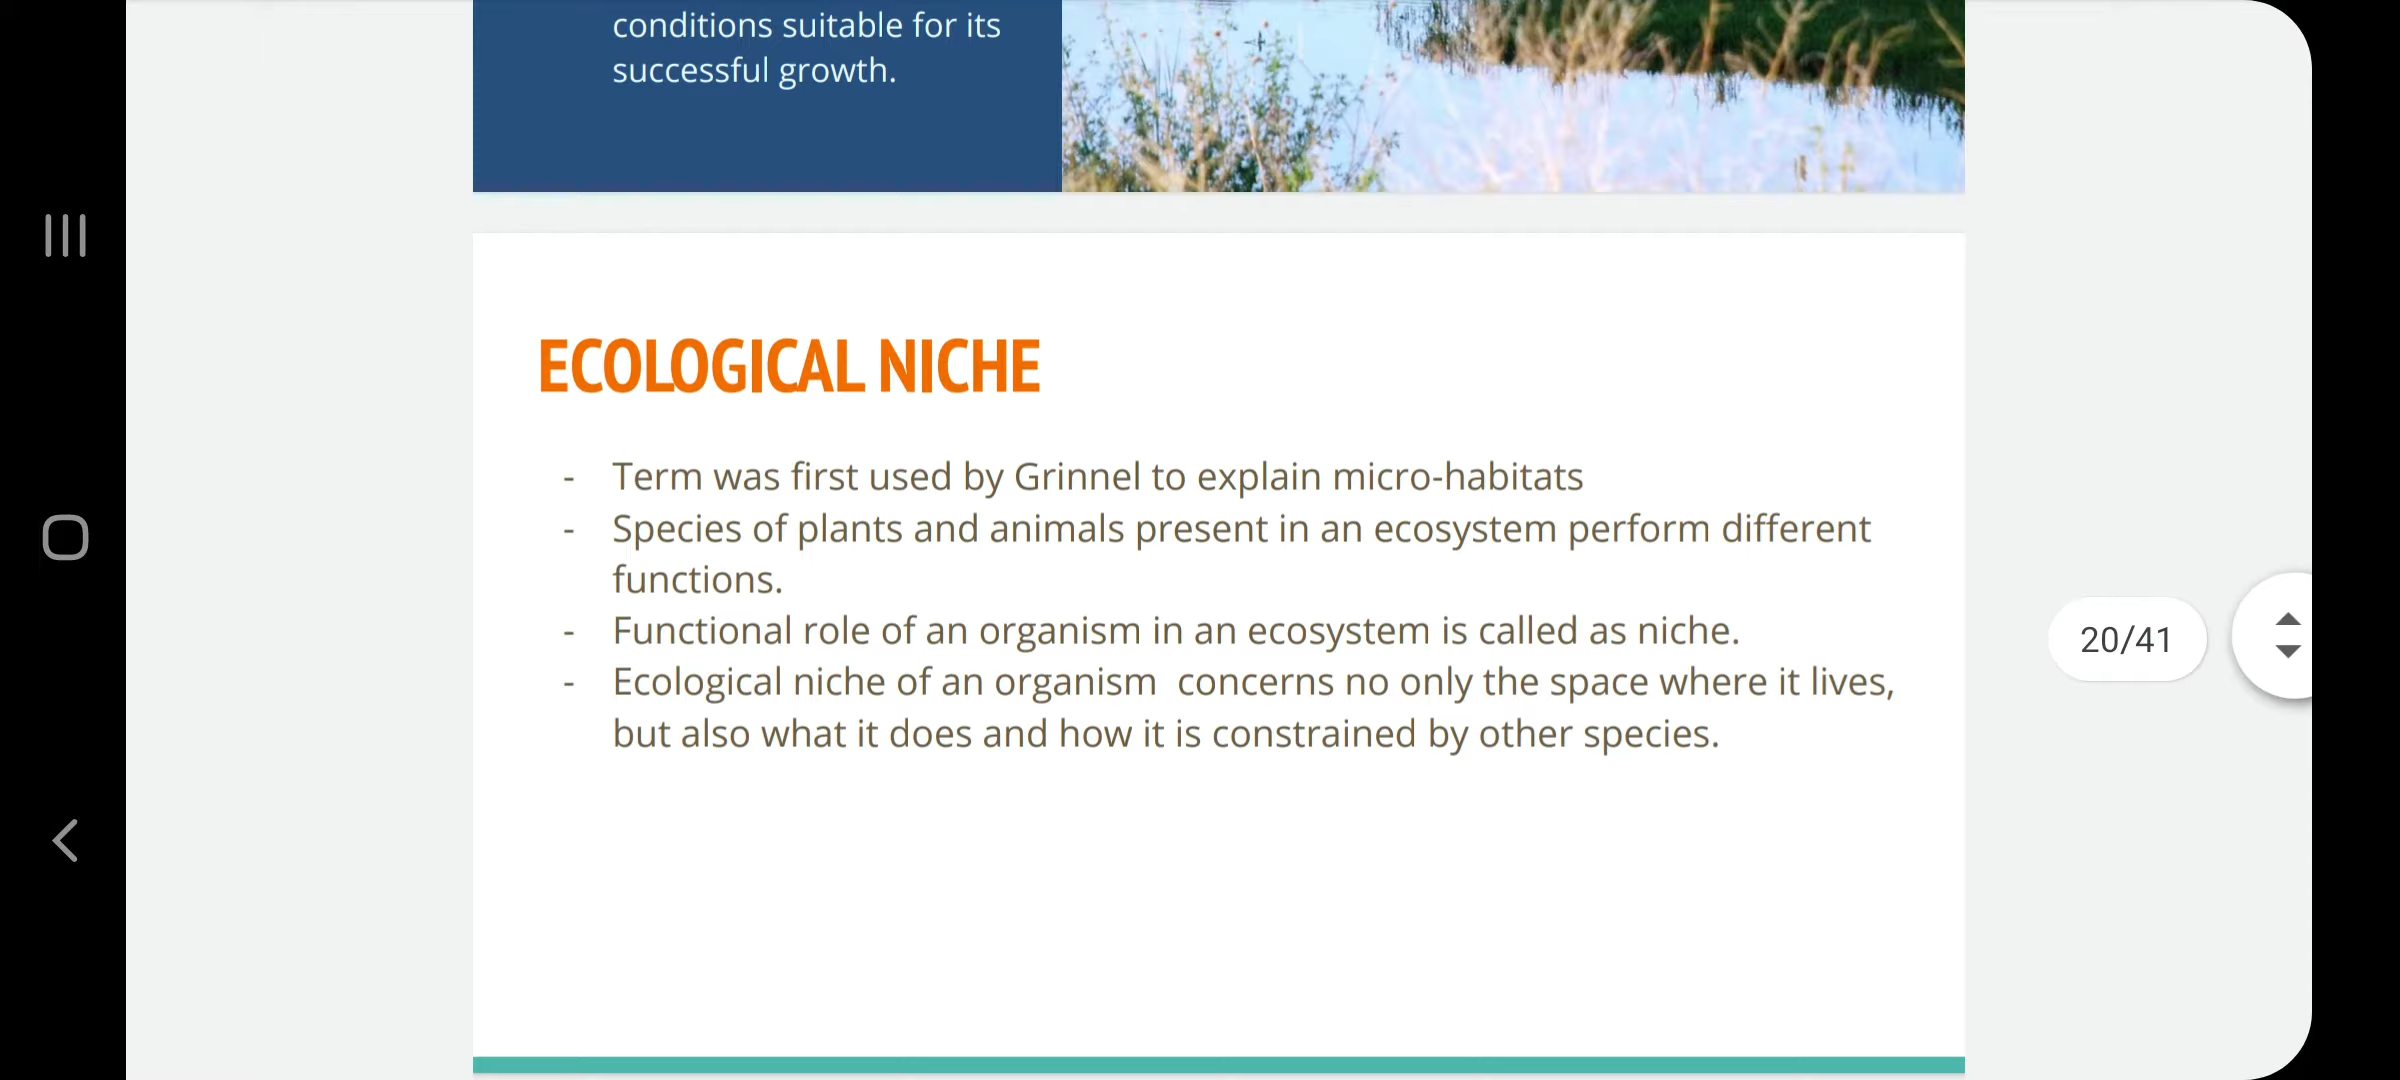 conditions suitable for its
successful growth.
ECOLOGICAL NICHE
- Term was first used by Grinnel to explain micro-habitats
- Species of plants and animals present in an ecosystem perform different
functions.
- Functional role of an organism in an ecosystem is called as niche.
- Ecological niche of an organism  concerns no only the space where it lives,
but also what it does and how it is constrained by other species.
20/41